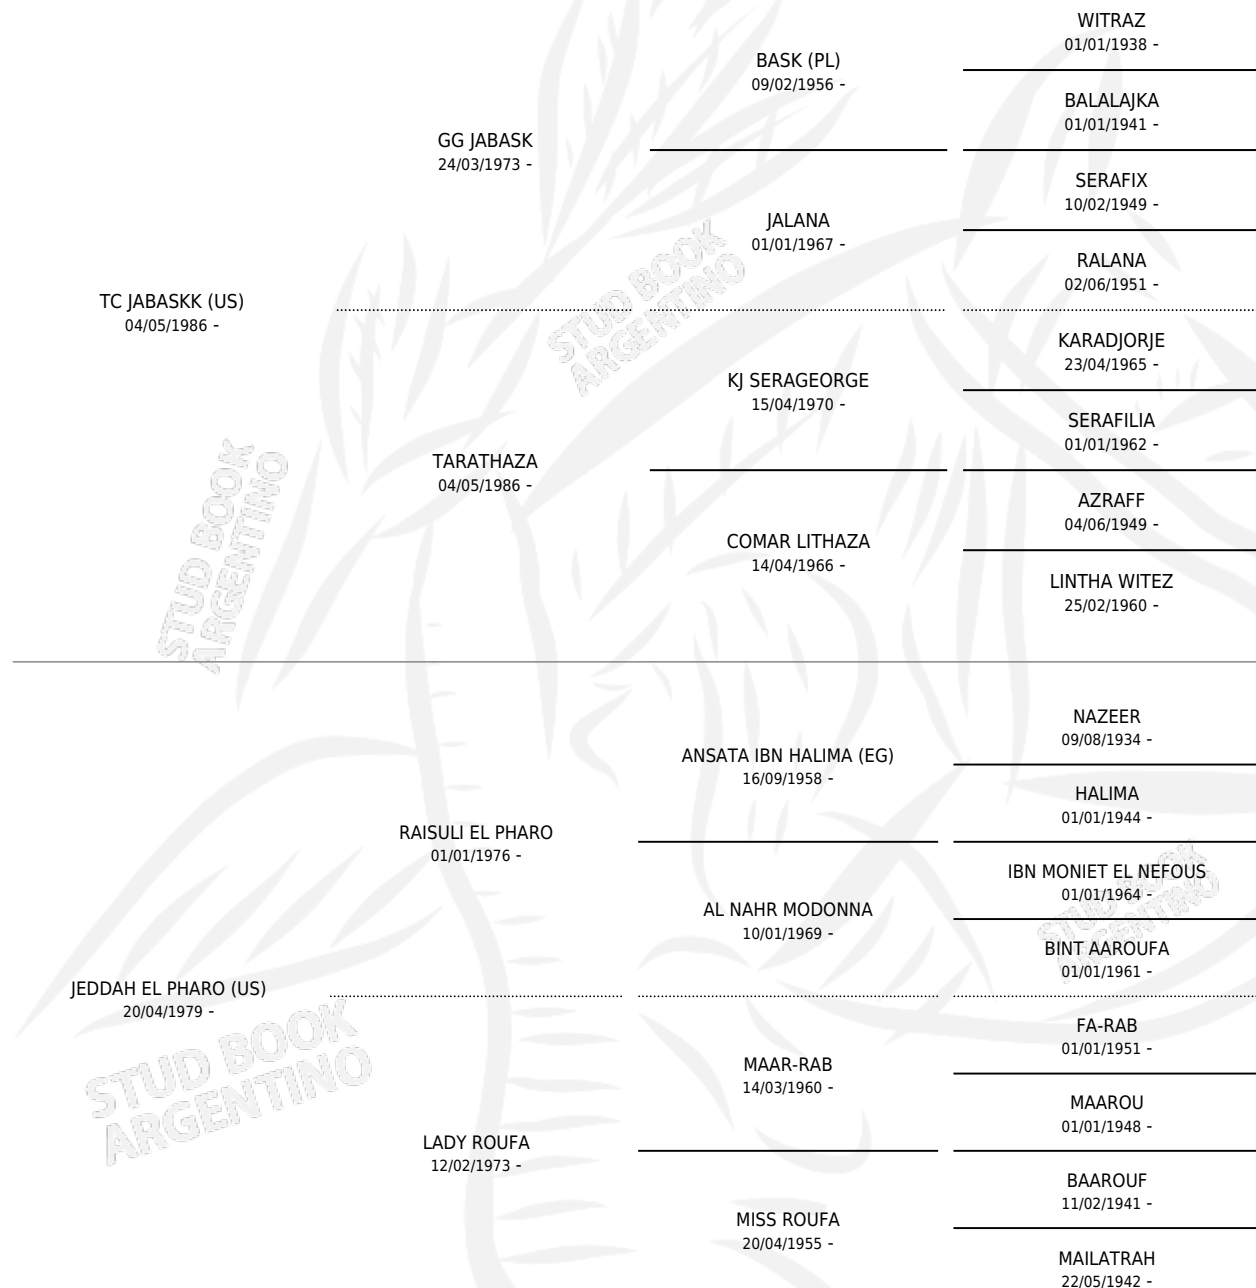 WITRAZ
01/01/1938 -
BASK (PL)
09/02/1956 -
BALALAJKA
01/01/1941 -
GG JABASK
24/03/1973 -
SERAFIX
10/02/1949 -
JALANA
01/01/1967 -
RALANA
02/06/1951 -
TC JABASKK (US)
04/05/1986 -
KARADJORJE
23/04/1965 -
KJ SERAGEORGE
15/04/1970 -
SERAFILIA
01/01/1962 -
TARATHAZA
04/05/1986 -
AZRAFF
04/06/1949 -
COMAR LITHAZA
14/04/1966 -
LINTHA WITEZ
25/02/1960 -
NAZEER
09/08/1934 -
ANSATA IBN HALIMA (EG)
16/09/1958 -
HALIMA
01/01/1944 -
RAISULI EL PHARO
01/01/1976 -
IBN MONIET EL NEFOUS
01/01/1964 -
AL NAHR MODONNA
10/01/1969 -
BINT AAROUFA
01/01/1961 -
JEDDAH EL PHARO (US)
20/04/1979 -
FA-RAB
01/01/1951 -
MAAR-RAB
14/03/1960 -
MAAROU
01/01/1948 -
LADY ROUFA
12/02/1973 -
BAAROUF
11/02/1941 -
MISS ROUFA
20/04/1955 -
MAILATRAH
22/05/1942 -
STUD BOOK
ARGENTINO
STUD BOOK
ARGENTINO
STUD BOOK
ARGENTINO
STUD BOOK
ARGENTINO